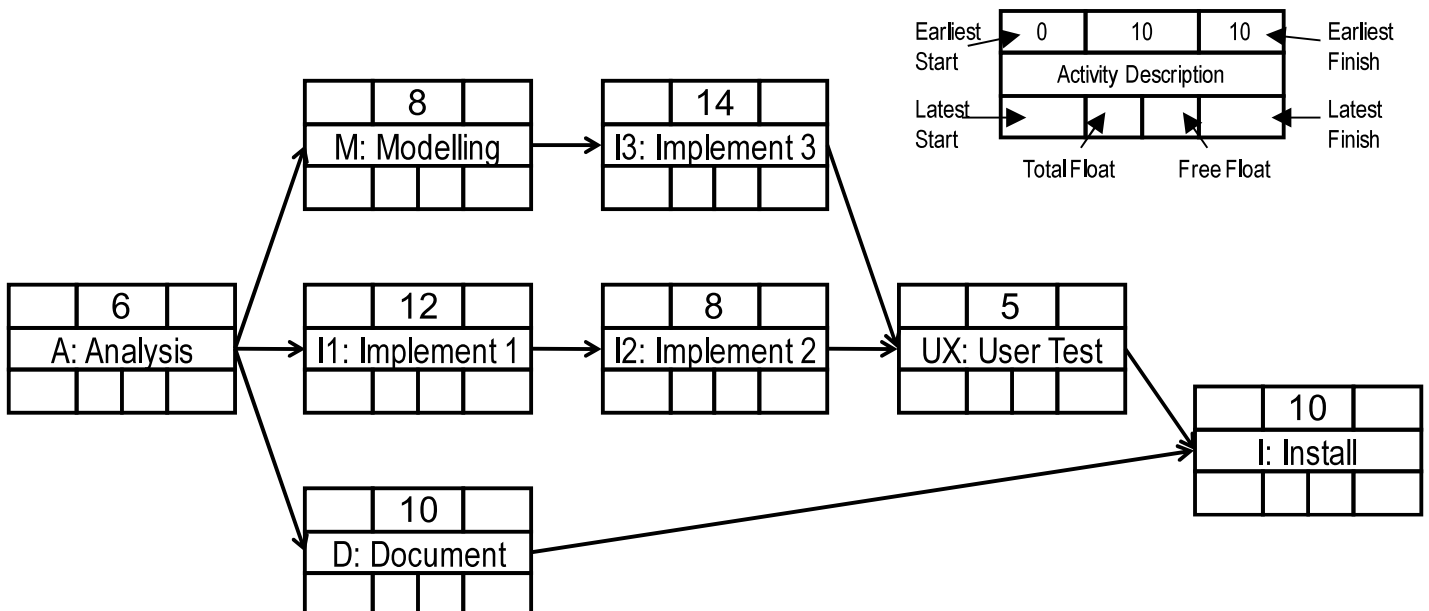 Earliest
Start
0 10 10
Earliest
Finish
Activity Description
Latest
Start
Latest
Finish
Total Float
Free Float
8
M: Modelling
14
I3: Implement 3
6
A: Analysis
12
I1: Implement 1
8
I2: Implement 2
5
UX: User Test
10
I: Install
10
D: Document